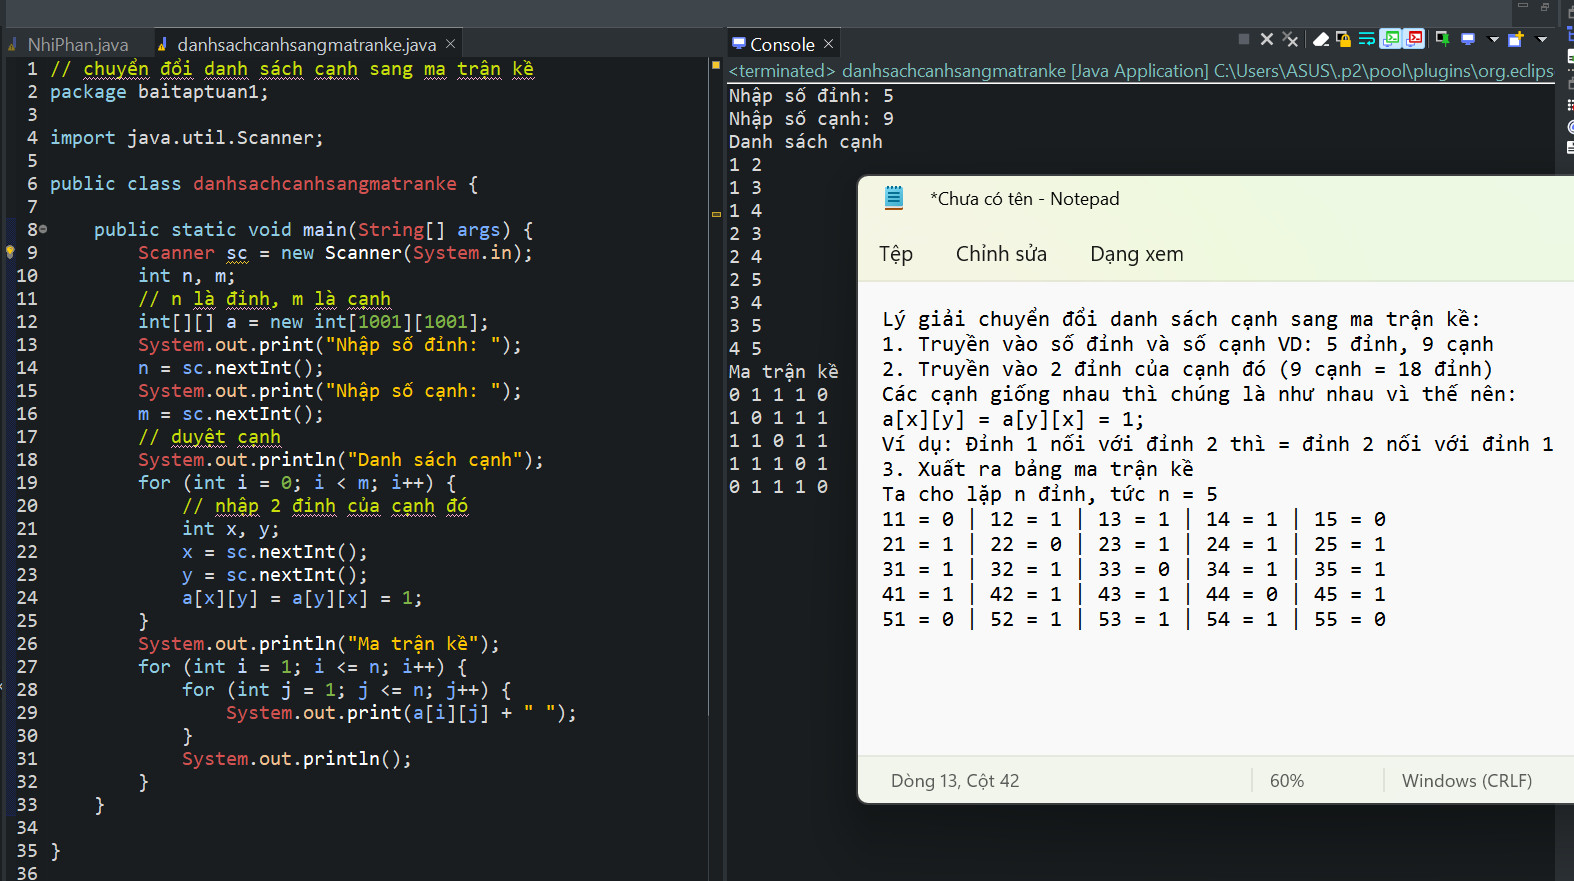 NhiPhan.java
danhsachcanhsangmatranke.java
1 // chuyển đổi danh sách cạnh sang ma trận kề
2 package baitaptuan1;
3
4 import java.util.Scanner;
5
6 public class danhsachcanhsangmatranke {
7
8 public static void main(String[] args) {
9 Scanner sc = new Scanner(System.in);
10 int n, m;
11 // n là đỉnh, m là cạnh
12 int[][] a = new int[1001][1001];
13 System.out.print("Nhập số đỉnh: ");
14 n = sc.nextInt();
15 System.out.print("Nhập số cạnh: ");
16 m = sc.nextInt();
17 // duyệt cạnh
18 System.out.println("Danh sách cạnh");
19 for (int i = 0; i < m; i++) {
20 // nhập 2 đỉnh của cạnh đó
21 int x, y;
22 x = sc.nextInt();
23 y = sc.nextInt();
24 a[x][y] = a[y][x] = 1;
25 }
26 System.out.println("Ma trận kề");
27 for (int i = 1; i <= n; i++) {
28 for (int j = 1; j <= n; j++) {
29 System.out.print(a[i][j] + " ");
30 }
31 System.out.println();
32 }
33 }
34
35 }
36
Console
<terminated> danhsachcanhsangmatranke [Java Application] C:\Users\ASUS\.p2\pool\plugins\org.eclips
Nhập số đỉnh: 5
Nhập số cạnh: 9
Danh sách cạnh
1 2
1 3
1 4
2 3
2 4
2 5
3 4
3 5
4 5
Ma trận kề
0 1 1 1 0
1 0 1 1 1
1 1 0 1 1
1 1 1 0 1
0 1 1 1 0
*Chưa có tên - Notepad
Tệp Chỉnh sửa Dạng xem
Lý giải chuyển đổi danh sách cạnh sang ma trận kề:
1. Truyền vào số đỉnh và số cạnh VD: 5 đỉnh, 9 cạnh
2. Truyền vào 2 đỉnh của cạnh đó (9 cạnh = 18 đỉnh)
Các cạnh giống nhau thì chúng là như nhau vì thế nên:
a[x][y] = a[y][x] = 1;
Ví dụ: Đỉnh 1 nối với đỉnh 2 thì = đỉnh 2 nối với đỉnh 1
3. Xuất ra bảng ma trận kề
Ta cho lặp n đỉnh, tức n = 5
11 = 0 | 12 = 1 | 13 = 1 | 14 = 1 | 15 = 0
21 = 1 | 22 = 0 | 23 = 1 | 24 = 1 | 25 = 1
31 = 1 | 32 = 1 | 33 = 0 | 34 = 1 | 35 = 1
41 = 1 | 42 = 1 | 43 = 1 | 44 = 0 | 45 = 1
51 = 0 | 52 = 1 | 53 = 1 | 54 = 1 | 55 = 0
Dòng 13, Cột 42
60%
Windows (CRLF)